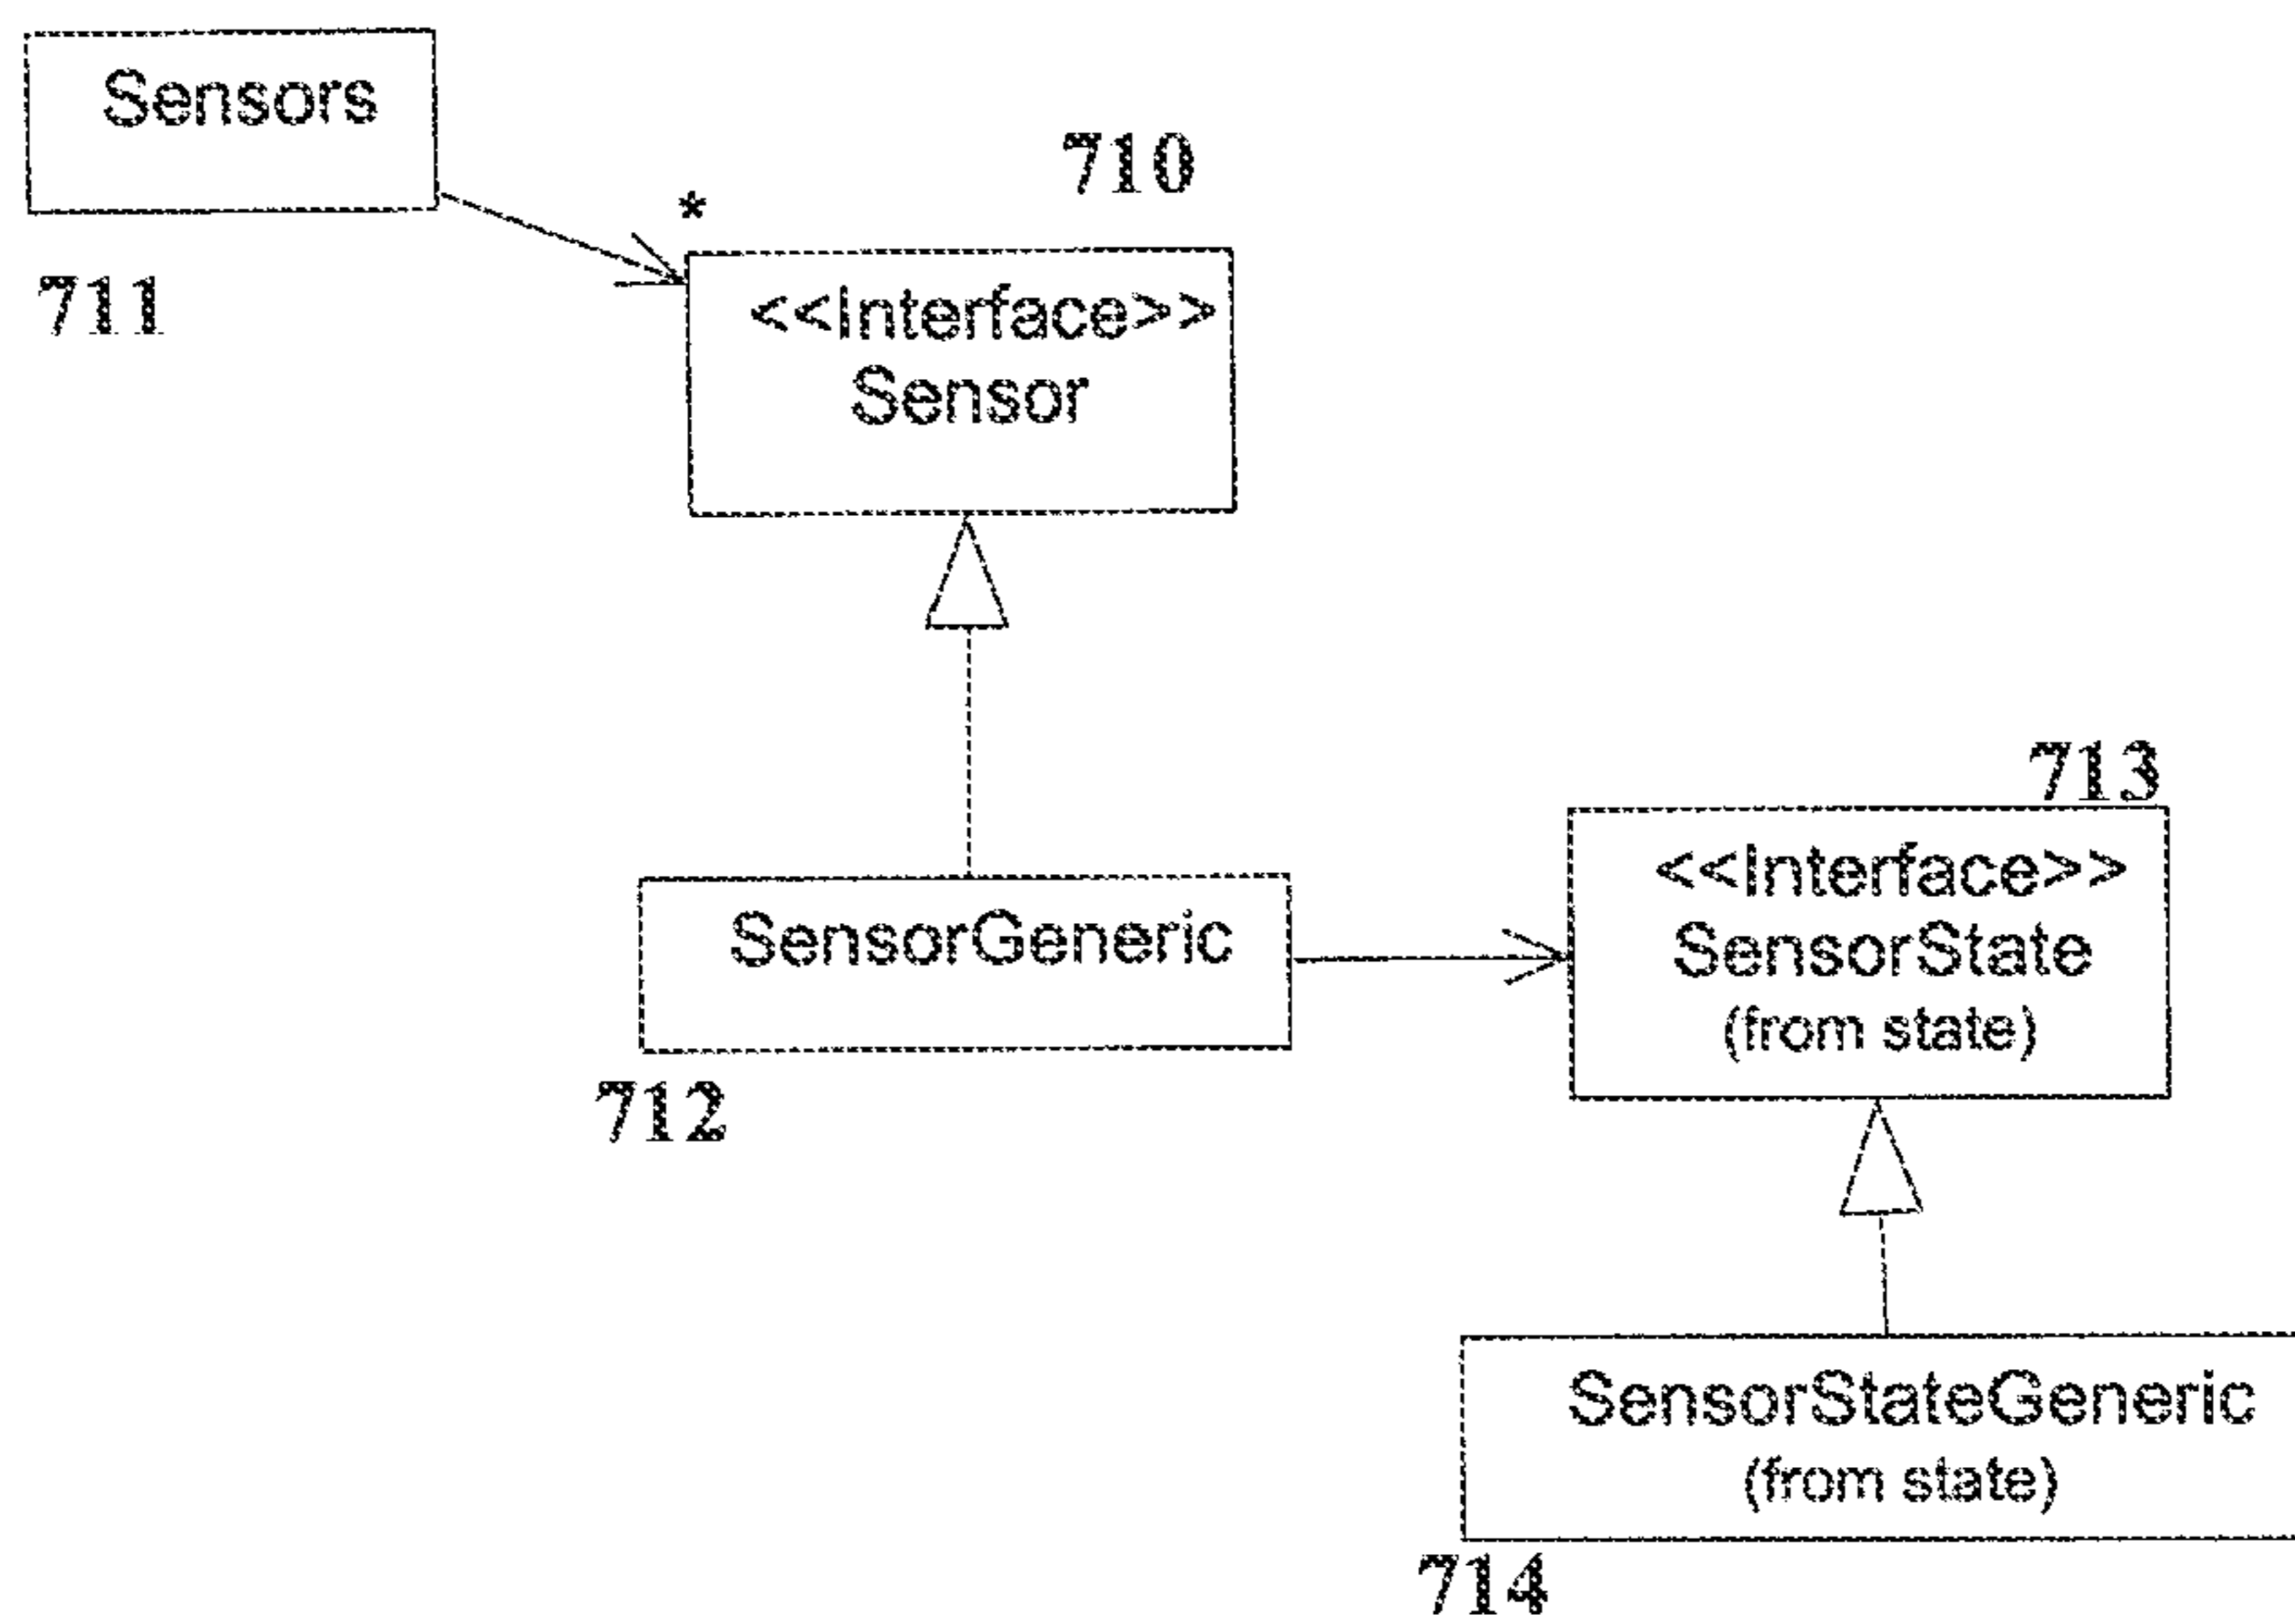 Sensors
710
*
711
<<Interface>>
Sensor
713
<<Interface>>
SensorState
(from state)
SensorGeneric
712
SensorStateGeneric
(from state)
714